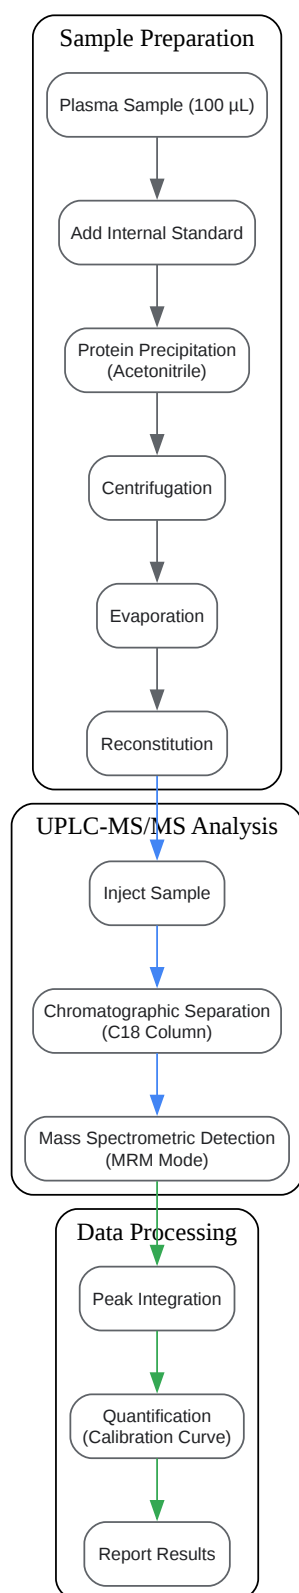 Sample Preparation
Plasma Sample (100 µL)
Add Internal Standard
Protein Precipitation
(Acetonitrile)
Centrifugation
Evaporation
Reconstitution
UPLC-MS/MS Analysis
Inject Sample
Chromatographic Separation
(C18 Column)
Mass Spectrometric Detection
(MRM Mode)
Data Processing
Peak Integration
Quantification
(Calibration Curve)
Report Results